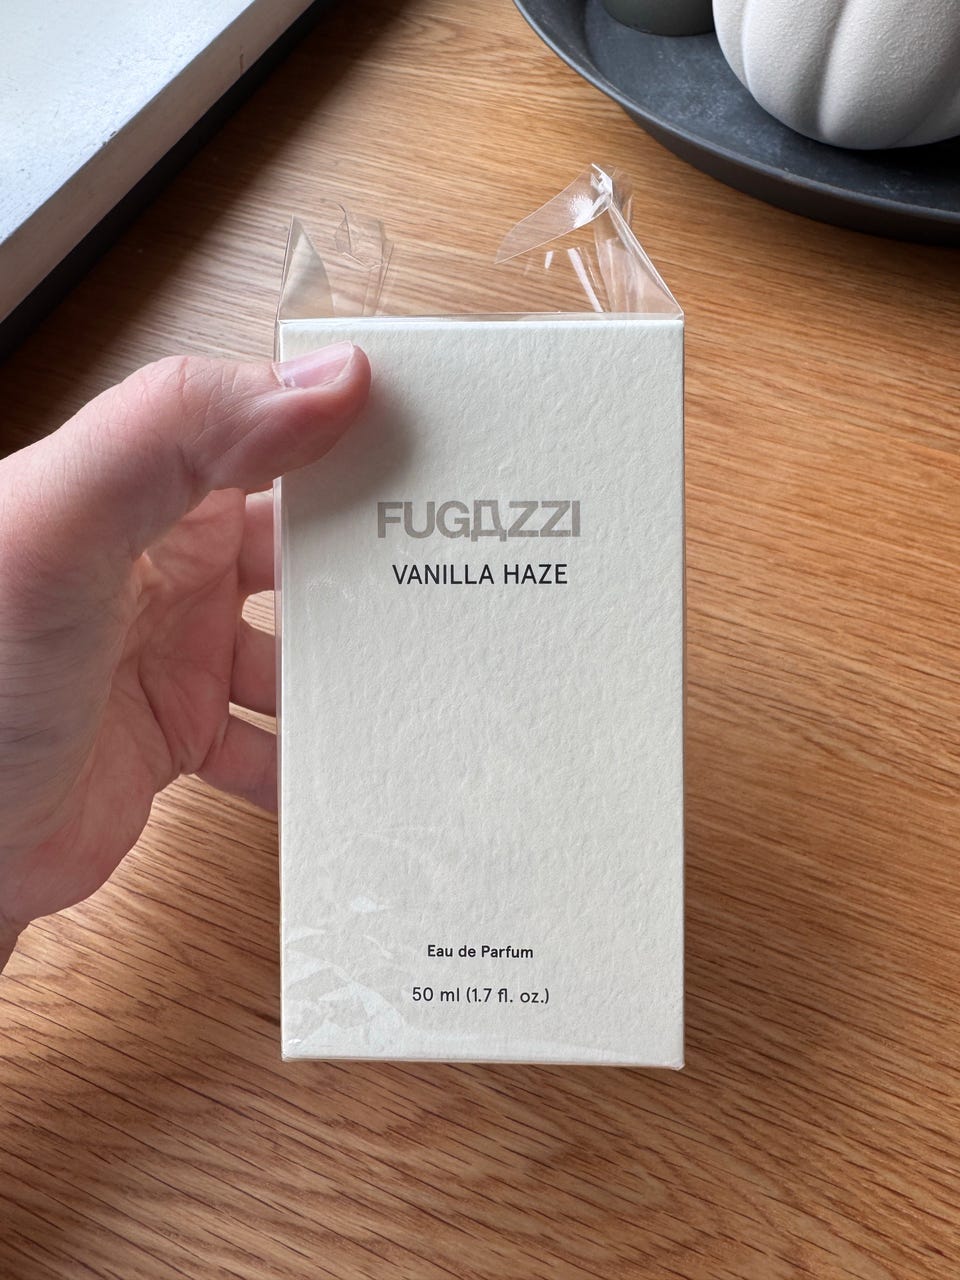 FUGAZZI
VANILLA HAZE
Eau de Parfum
50 ml (1.7 fl. oz.)